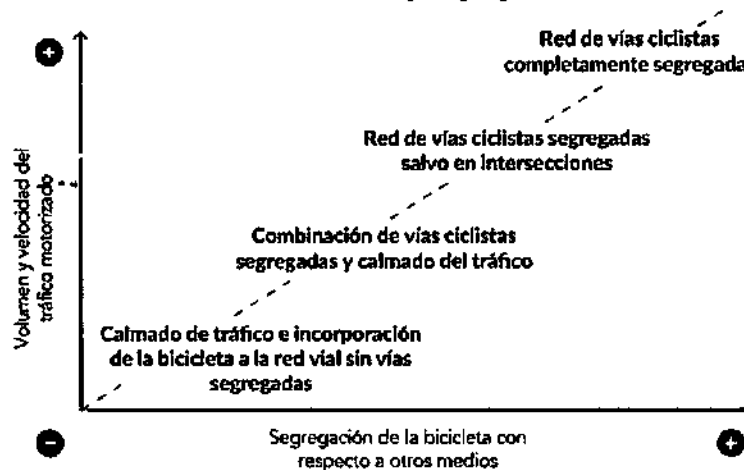 +
Red de vías ciclistas
completamente segregada
Red de vías ciclistas segregadas
salvo en intersecciones
Volumen y velocidad del
tráfico motorizado
Combinación de vías ciclistas
segregadas y calmado del tráfico
Calmado de tráfico e incorporación
de la bicicleta a la red vial sin vías
segregadas
-
Segregación de la bicicleta con
respecto a otros medios
+